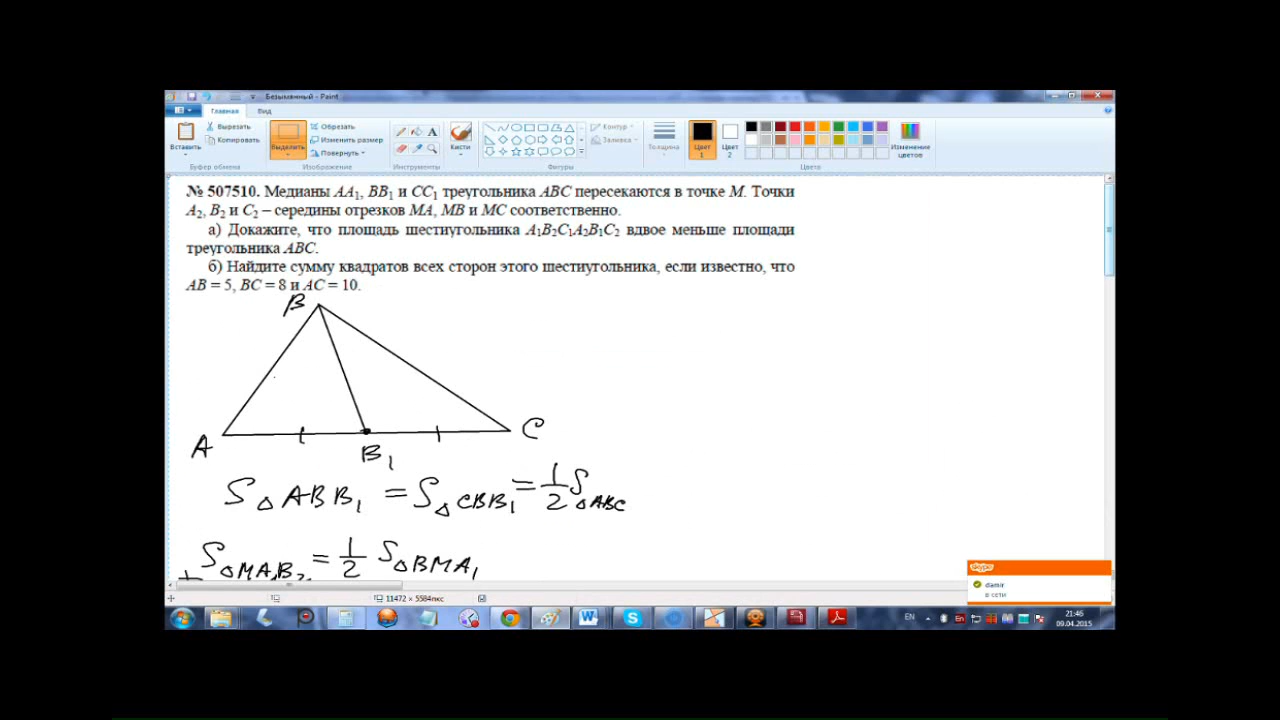 Безымянный - Paint
Главная Вид
Вставить
Вырезать
Копировать
Буфер обмена
Выделить
Обрезать
Изменить размер
Повернуть
Изображение
Инструменты
Кисти
Контур
Заливка
Фигуры
Толщина
Цвет 1
Цвет 2
Изменение цветов
Цвета
№ 507510. Медианы AA₁, BB₁ и CC₁ треугольника ABC пересекаются в точке M. Точки
A₂, B₂ и C₂ – середины отрезков MA, MB и MC соответственно.
а) Докажите, что площадь шестиугольника A₁B₂C₁A₂B₁C₂ вдвое меньше площади
треугольника ABC.
б) Найдите сумму квадратов всех сторон этого шестиугольника, если известно, что
AB = 5, BC = 8 и AC = 10.
B
A
B₁
C
S△ABB₁ = S△CBB₁ = 1/2 S△ABC
S△MA₁B₂ = 1/2 S△BMA₁
11472 × 5584пкс
skype
damir
в сети
EN
21:46
09.04.2015